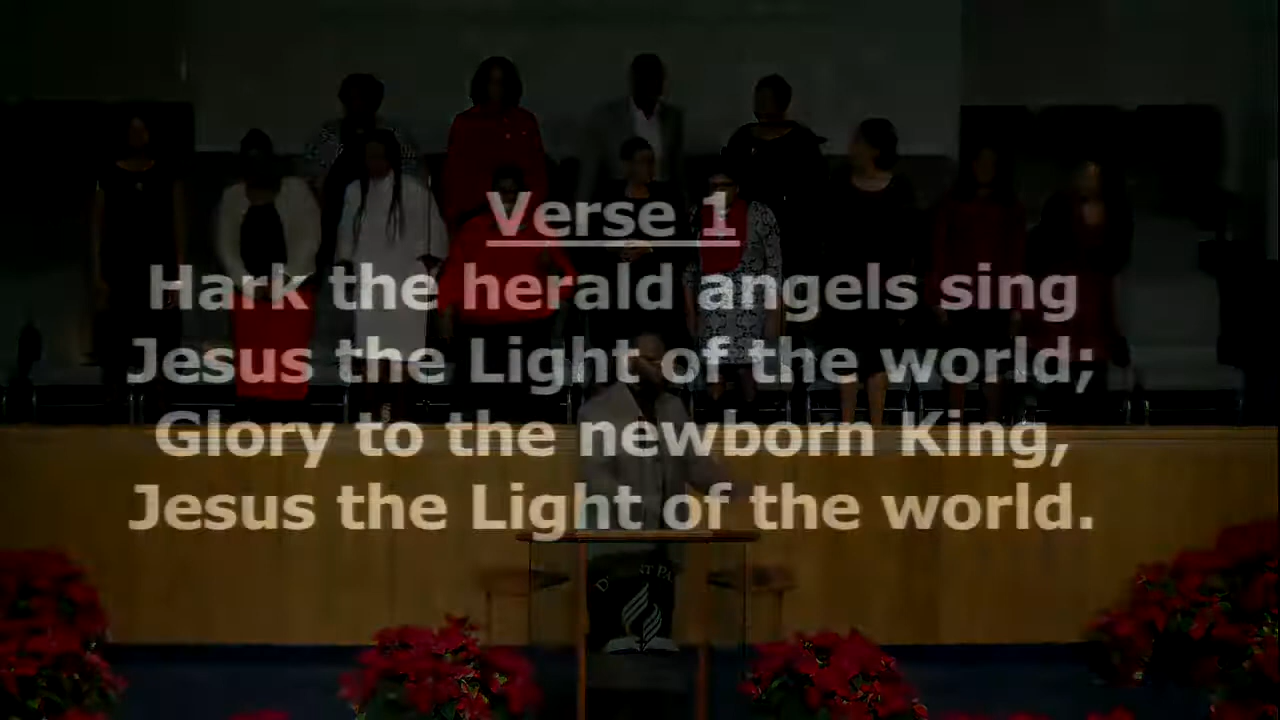 Verse 1
Hark the herald angels sing
Jesus the Light of the world;
Glory to the newborn King,
Jesus the Light of the world.